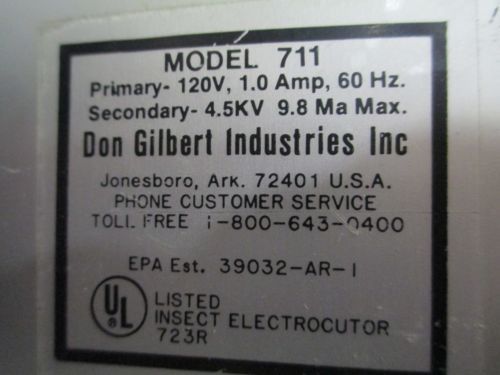 MODEL 711
Primary- 120V, 1.0 Amp, 60 Hz.
Secondary- 4.5KV 9.8 Ma Max.
Don Gilbert Industries Inc
Jonesboro, Ark. 72401 U.S.A.
PHONE CUSTOMER SERVICE
TOLL FREE 1-800-643-0400
EPA Est. 39032-AR-1
UL ®
LISTED
INSECT ELECTROCUTOR
723R